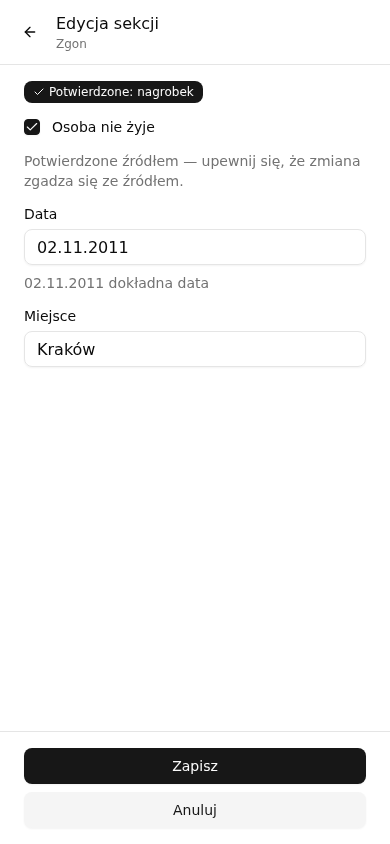 Edycja sekcji
Zgon
Potwierdzone: nagrobek
Osoba nie żyje
Potwierdzone źródłem — upewnij się, że zmiana
zgadza się ze źródłem.
Data
02.11.2011
02.11.2011 dokładna data
Miejsce
Kraków
Zapisz
Anuluj